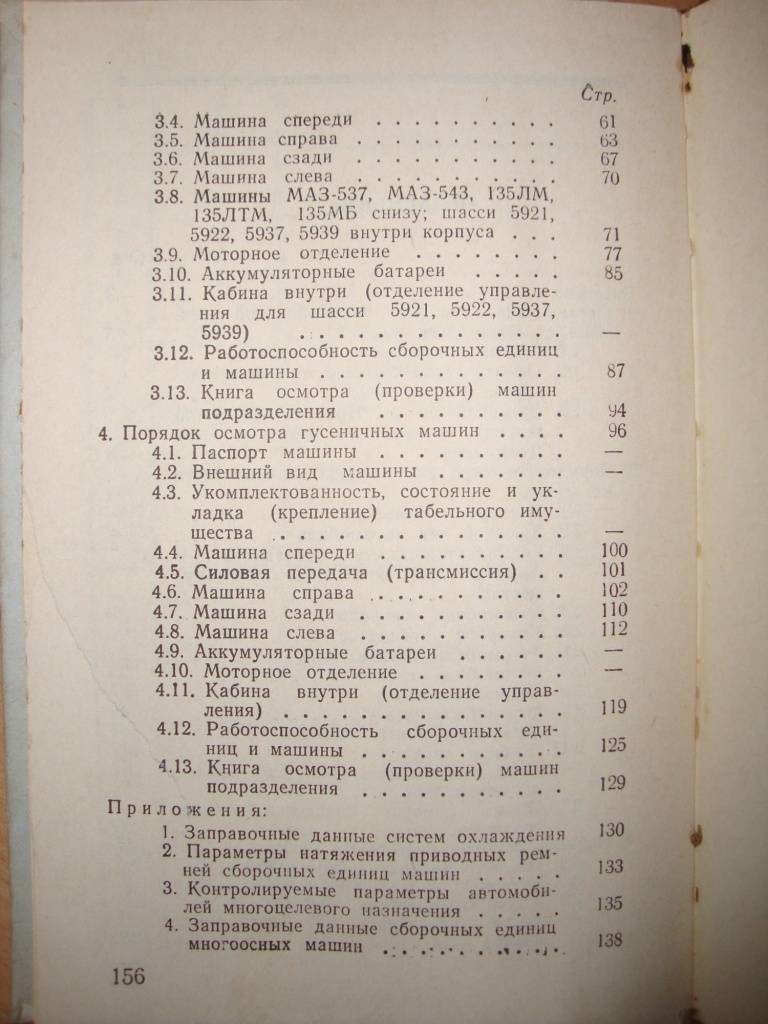 Стр.
3.4. Машина спереди . . . . . . . . . . 61
3.5. Машина справа . . . . . . . . . . . 63
3.6. Машина сзади . . . . . . . . . . . 67
3.7. Машина слева . . . . . . . . . . . 70
3.8. Машины МАЗ-537, МАЗ-543, 135ЛМ,
135ЛТМ, 135МБ снизу; шасси 5921,
5922, 5937, 5939 внутри корпуса . . . 71
3.9. Моторное отделение . . . . . . . . 77
3.10. Аккумуляторные батареи . . . . . 85
3.11. Кабина внутри (отделение управле-
ния для шасси 5921, 5922, 5937,
5939) . . . . . . . . . . . . . . —
3.12. Работоспособность сборочных единиц
и машины . . . . . . . . . . . . . 87
3.13. Книга осмотра (проверки) машин
подразделения . . . . . . . . . . 94
4. Порядок осмотра гусеничных машин . . . . 96
4.1. Паспорт машины . . . . . . . . . . —
4.2. Внешний вид машины . . . . . . . —
4.3. Укомплектованность, состояние и ук-
ладка (крепление) табельного иму-
щества . . . . . . . . . . . . . . . —
4.4. Машина спереди . . . . . . . . . . 100
4.5. Силовая передача (трансмиссия) . . 101
4.6. Машина справа . . . . . . . . . . 102
4.7. Машина сзади . . . . . . . . . . . 110
4.8. Машина слева . . . . . . . . . . . 112
4.9. Аккумуляторные батареи . . . . . . —
4.10. Моторное отделение . . . . . . . . —
4.11. Кабина внутри (отделение управ-
ления) . . . . . . . . . . . . . . . 119
4.12. Работоспособность сборочных еди-
ниц и машины . . . . . . . . . . . 125
4.13. Книга осмотра (проверки) машин
подразделения . . . . . . . . . . . 129
Приложения:
1. Заправочные данные систем охлаждения 130
2. Параметры натяжения приводных рем-
ней сборочных единиц машин . . . . . 133
3. Контролируемые параметры автомоби-
лей многоцелевого назначения . . . . . 135
4. Заправочные данные сборочных единиц
многоосных машин . . . . . . . . . . 138
156